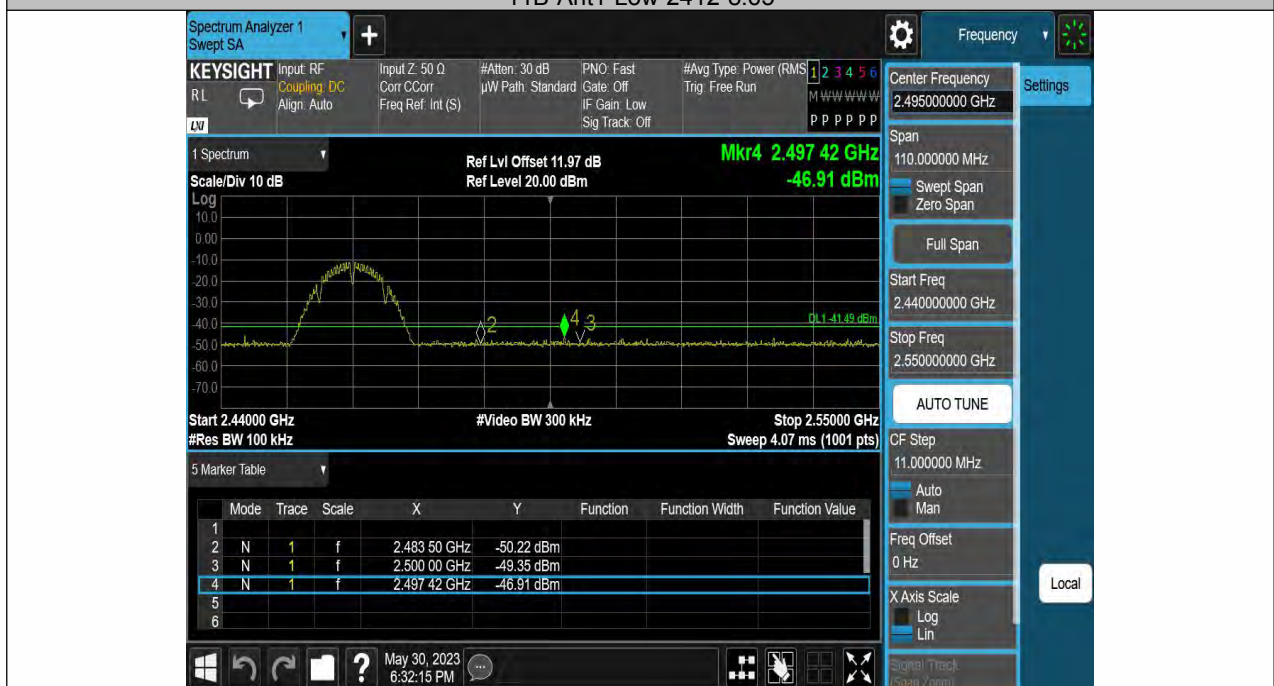 Spectrum Analyzer 1
Swept SA
+
Frequency
KEYSIGHT
RL
LXI
Input: RF
Coupling: DC
Align: Auto
Input Z: 50 Ω
Corr CCorr
Freq Ref: Int (S)
#Atten: 30 dB
µW Path: Standard
PNO: Fast
Gate: Off
IF Gain: Low
Sig Track: Off
#Avg Type: Power (RMS
Trig: Free Run
1 2 3 4 5 6
M W W W W W
P P P P P P
Center Frequency
2.495000000 GHz
Settings
Span
110.000000 MHz
Swept Span
Zero Span
Full Span
Start Freq
2.440000000 GHz
Stop Freq
2.550000000 GHz
AUTO TUNE
CF Step
11.000000 MHz
Auto
Man
Freq Offset
0 Hz
X Axis Scale
Log
Lin
Signal Track
(Span Zoom)
Local
1 Spectrum
Scale/Div 10 dB
Ref Lvl Offset 11.97 dB
Ref Level 20.00 dBm
Mkr4 2.497 42 GHz
-46.91 dBm
Log
10.0
0.00
-10.0
-20.0
-30.0
-40.0
-50.0
-60.0
-70.0
2
4
3
DL1 -41.49 dBm
Start 2.44000 GHz
#Video BW 300 kHz
Stop 2.55000 GHz
#Res BW 100 kHz
Sweep 4.07 ms (1001 pts)
5 Marker Table
Mode Trace Scale X Y Function Function Width Function Value
1
2 N 1 f 2.483 50 GHz -50.22 dBm
3 N 1 f 2.500 00 GHz -49.35 dBm
4 N 1 f 2.497 42 GHz -46.91 dBm
5
6
?
May 30, 2023
6:32:15 PM